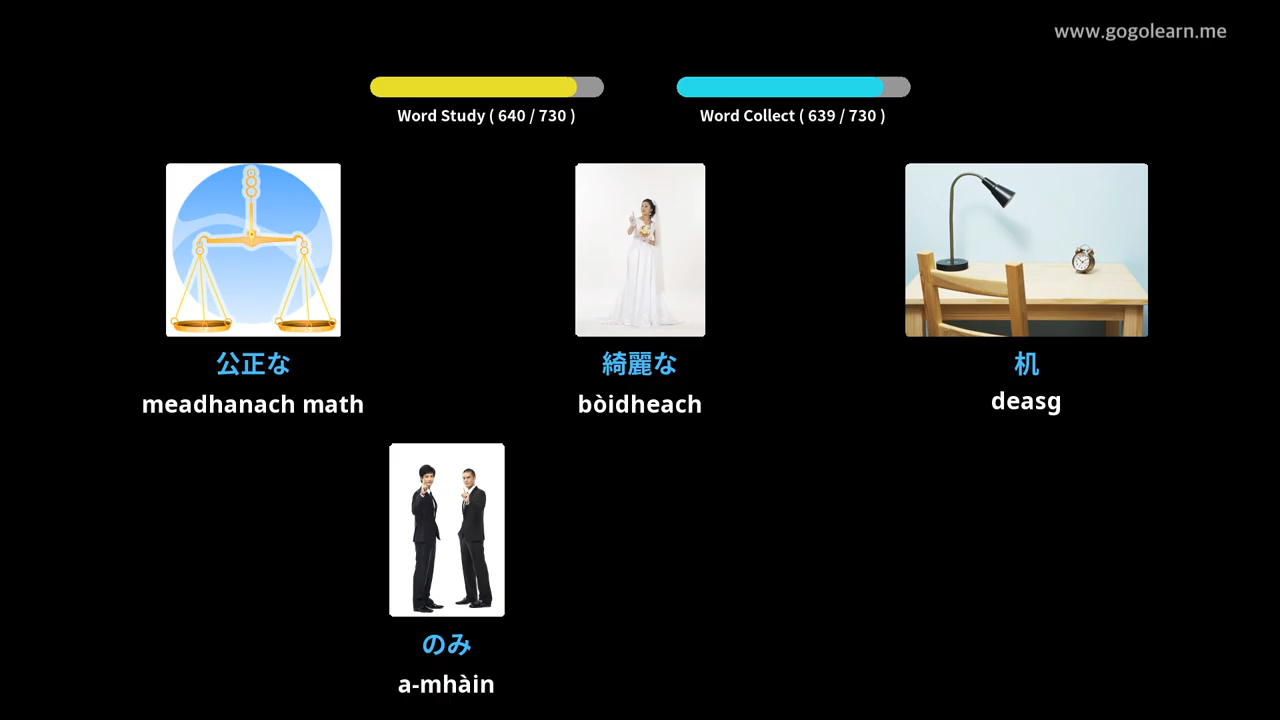 www.gogolearn.me
Word Study ( 640 / 730 )
Word Collect ( 639 / 730 )
公正な
meadhanach math
綺麗な
bòidheach
机
deasg
のみ
a-mhàin